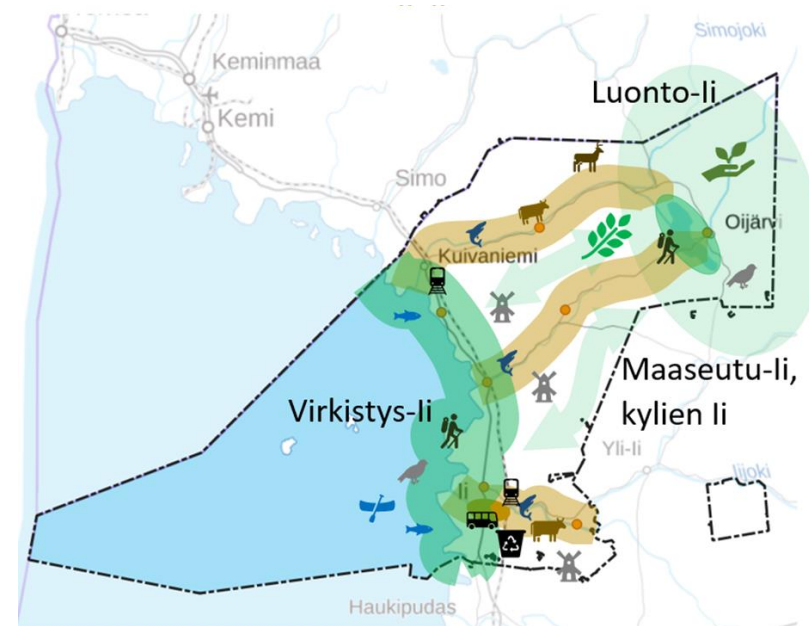 Simojoki
Keminmaa
Luonto-Ii
Kemi
Simo
Oijärvi
Kuivaniemi
Maaseutu-Ii,
kylien Ii
Virkistys-Ii
Yli-Ii
Iijoki
Ii
Haukipudas